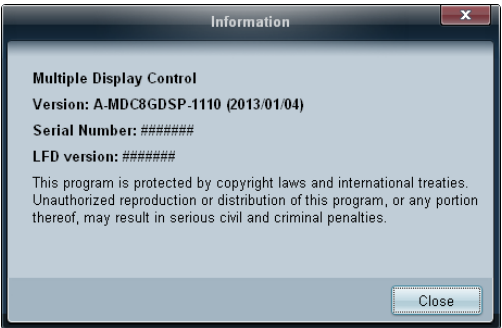 Information
Multiple Display Control
Version: A-MDC8GDSP-1110 (2013/01/04)
Serial Number: #######
LFD version: #######
This program is protected by copyright laws and international treaties.
Unauthorized reproduction or distribution of this program, or any portion
thereof, may result in serious civil and criminal penalties.
Close